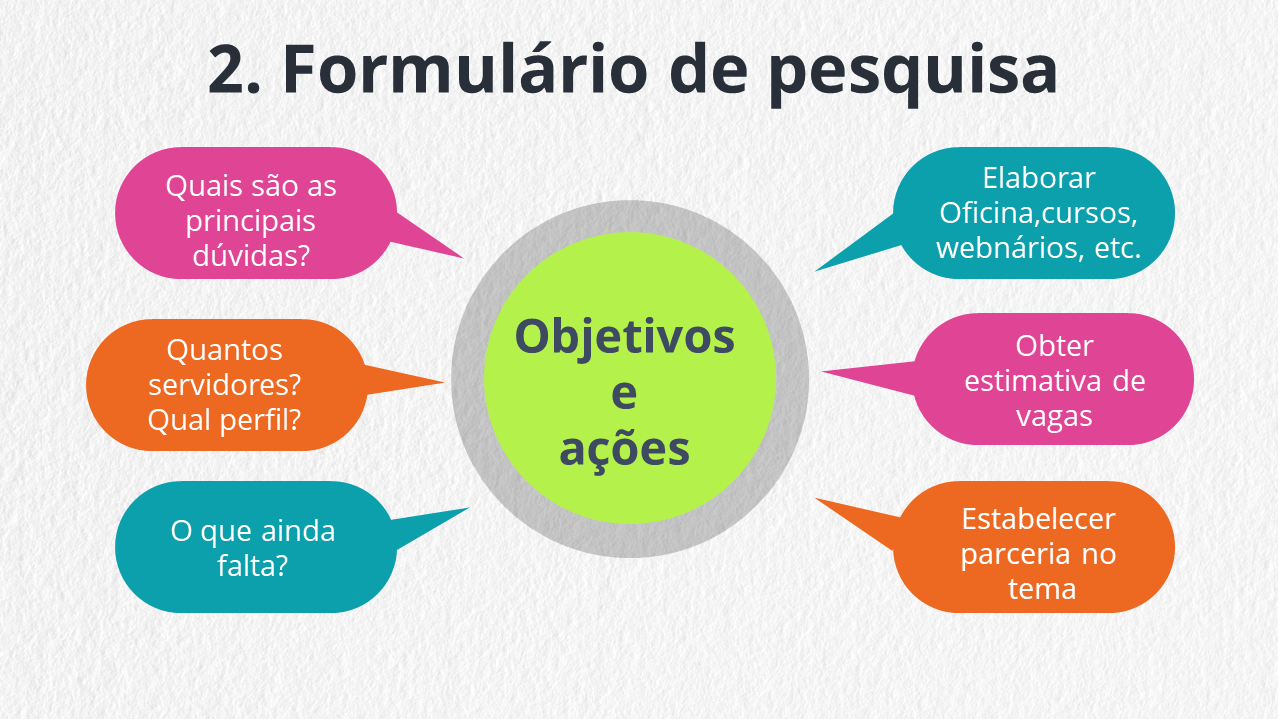 2. Formulário de pesquisa
Quais são as
principais
dúvidas?
Quantos
servidores?
Qual perfil?
O que ainda
falta?
Objetivos
e
ações
Elaborar
Oficina,cursos,
webnários, etc.
Obter
estimativa de
vagas
Estabelecer
parceria no
tema